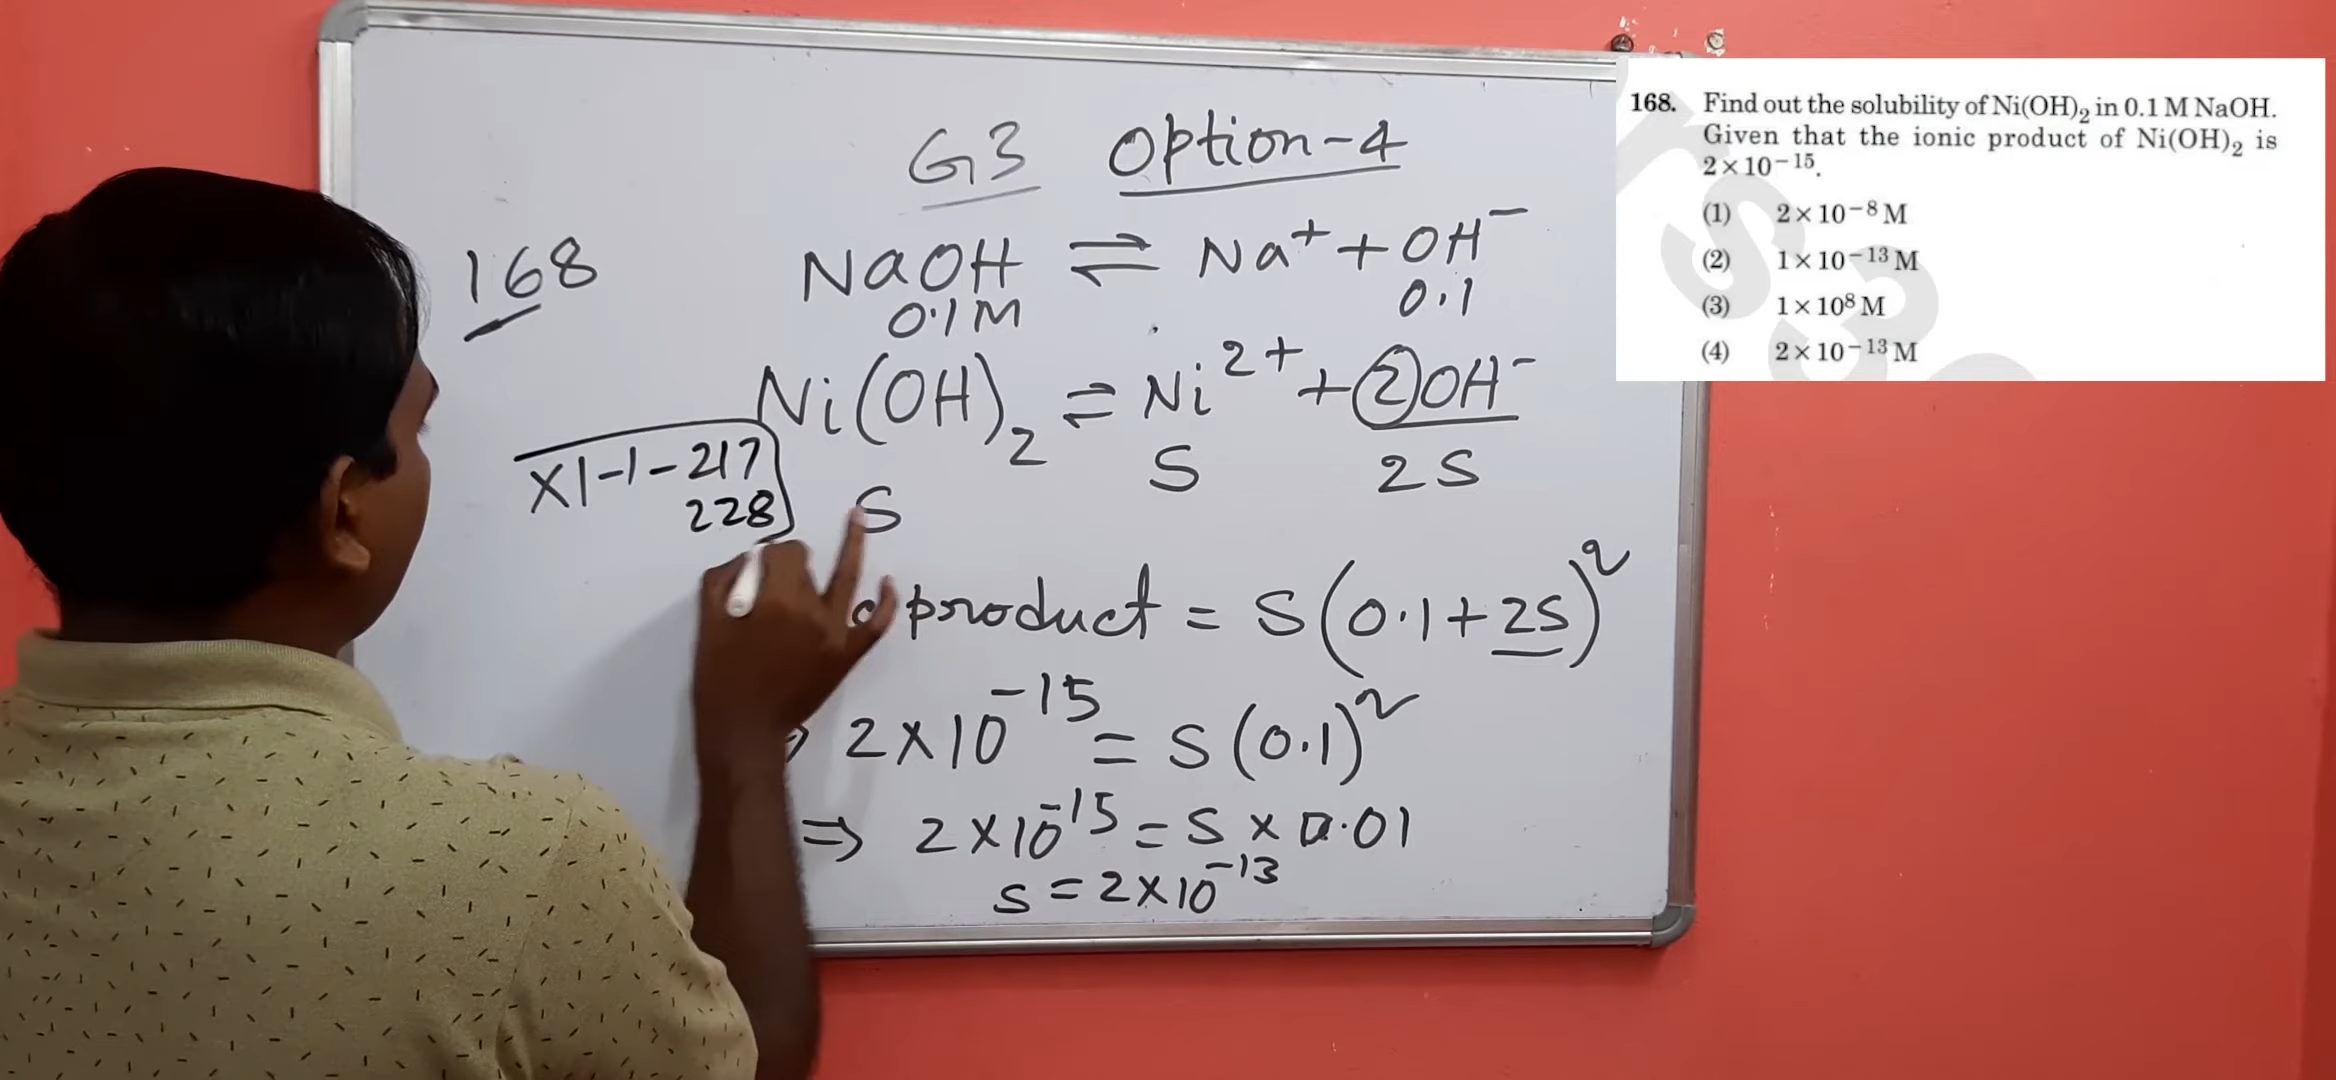 G3 Option-4
168
NaOH ⇌ Na⁺ + OH⁻
0.1M 0.1
Ni(OH)₂ ⇌ Ni²⁺ + 2OH⁻
S S 2S
X1-1-217
228
product = S(0.1+2S)²
2×10⁻¹⁵ = S(0.1)²
⇒ 2×10⁻¹⁵ = S × 0.01
S = 2×10⁻¹³
168. Find out the solubility of Ni(OH)₂ in 0.1 M NaOH.
Given that the ionic product of Ni(OH)₂ is
2×10⁻¹⁵.
(1) 2×10⁻⁸ M
(2) 1×10⁻¹³ M
(3) 1×10⁸ M
(4) 2×10⁻¹³ M